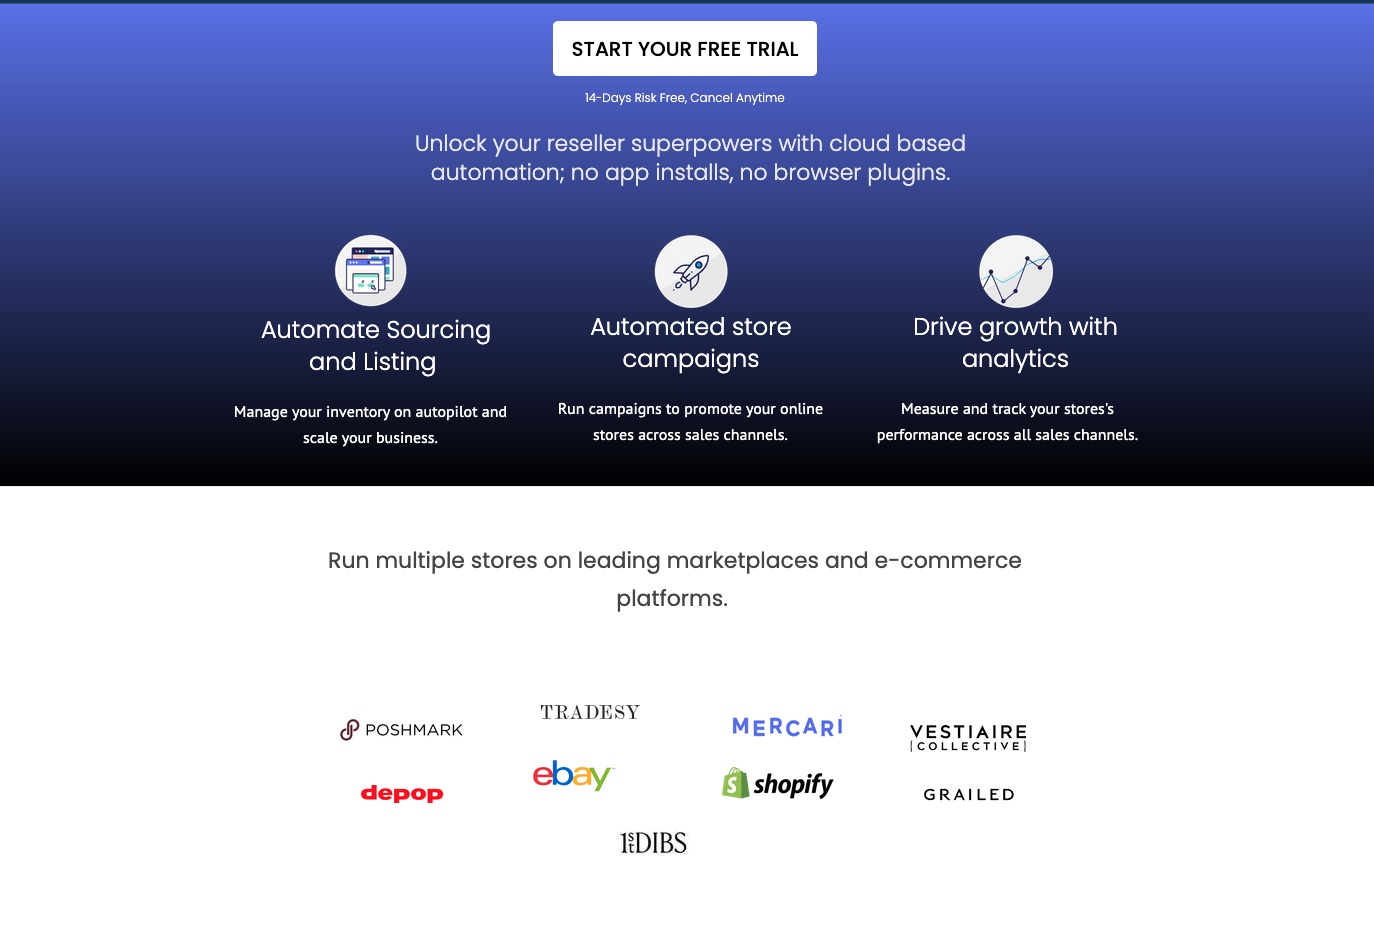 START YOUR FREE TRIAL
14-Days Risk Free, Cancel Anytime
Unlock your reseller superpowers with cloud based
automation; no app installs, no browser plugins.
Automate Sourcing
and Listing
Manage your inventory on autopilot and
scale your business.
Automated store
campaigns
Run campaigns to promote your online
stores across sales channels.
Drive growth with
analytics
Measure and track your stores's
performance across all sales channels.
Run multiple stores on leading marketplaces and e-commerce
platforms.
POSHMARK
TRADESY
MERCARI
VESTIAIRE
{COLLECTIVE}
depop
ebay™
shopify
GRAILED
1stDIBS